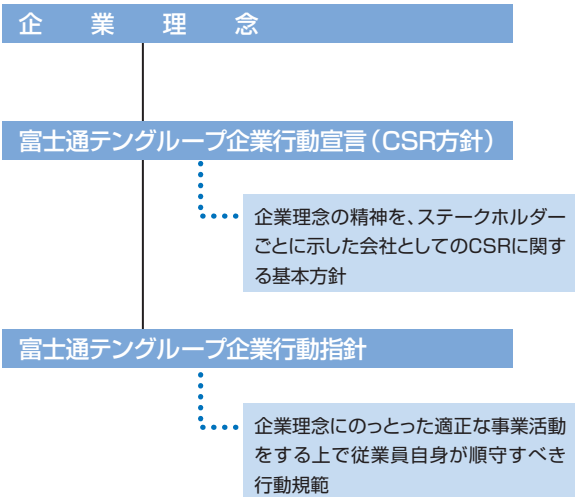 企業理念
富士通テングループ企業行動宣言（CSR方針）
企業理念の精神を、ステークホルダー
ごとに示した会社としてのCSRに関す
る基本方針
富士通テングループ企業行動指針
企業理念にのっとった適正な事業活動
をする上で従業員自身が順守すべき
行動規範